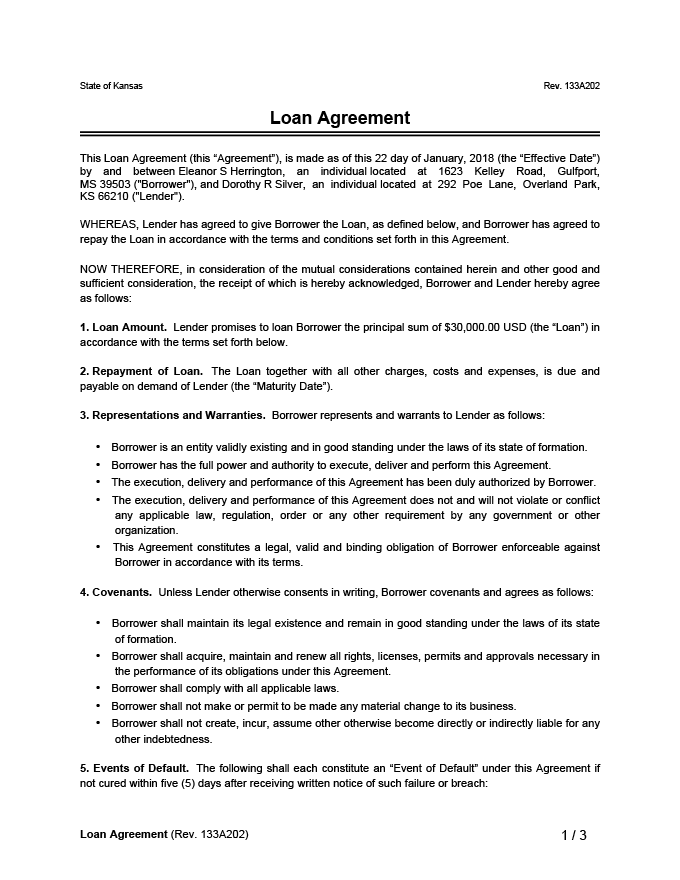 State of Kansas Rev. 133A202
Loan Agreement
This Loan Agreement (this “Agreement”), is made as of this 22 day of January, 2018 (the “Effective Date”)
by and between Eleanor S Herrington, an individual located at 1623 Kelley Road, Gulfport,
MS 39503 ("Borrower"), and Dorothy R Silver, an individual located at 292 Poe Lane, Overland Park,
KS 66210 ("Lender").
WHEREAS, Lender has agreed to give Borrower the Loan, as defined below, and Borrower has agreed to
repay the Loan in accordance with the terms and conditions set forth in this Agreement.
NOW THEREFORE, in consideration of the mutual considerations contained herein and other good and
sufficient consideration, the receipt of which is hereby acknowledged, Borrower and Lender hereby agree
as follows:
1. Loan Amount. Lender promises to loan Borrower the principal sum of $30,000.00 USD (the “Loan”) in
accordance with the terms set forth below.
2. Repayment of Loan. The Loan together with all other charges, costs and expenses, is due and
payable on demand of Lender (the “Maturity Date”).
3. Representations and Warranties. Borrower represents and warrants to Lender as follows:
• Borrower is an entity validly existing and in good standing under the laws of its state of formation.
• Borrower has the full power and authority to execute, deliver and perform this Agreement.
• The execution, delivery and performance of this Agreement has been duly authorized by Borrower.
• The execution, delivery and performance of this Agreement does not and will not violate or conflict
any applicable law, regulation, order or any other requirement by any government or other
organization.
• This Agreement constitutes a legal, valid and binding obligation of Borrower enforceable against
Borrower in accordance with its terms.
4. Covenants. Unless Lender otherwise consents in writing, Borrower covenants and agrees as follows:
• Borrower shall maintain its legal existence and remain in good standing under the laws of its state
of formation.
• Borrower shall acquire, maintain and renew all rights, licenses, permits and approvals necessary in
the performance of its obligations under this Agreement.
• Borrower shall comply with all applicable laws.
• Borrower shall not make or permit to be made any material change to its business.
• Borrower shall not create, incur, assume other otherwise become directly or indirectly liable for any
other indebtedness.
5. Events of Default. The following shall each constitute an “Event of Default” under this Agreement if
not cured within five (5) days after receiving written notice of such failure or breach:
Loan Agreement (Rev. 133A202) 1 / 3